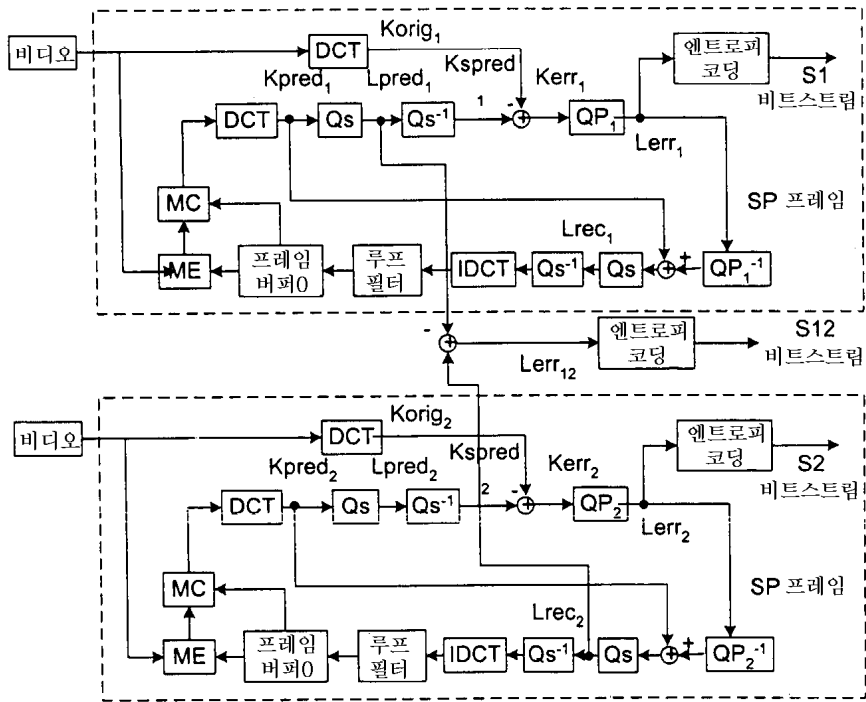 비디오
DCT
Korig₁
Kpred₁
Lpred₁
Kspred
1
Kerr₁
엔트로피
코딩
S1
비트스트림
DCT
Qs
Qs⁻¹
-
+
QP₁
Lerr₁
MC
SP 프레임
Lrec₁
ME
프레임
버퍼0
루프
필터
IDCT
Qs⁻¹
Qs
+
+
QP₁⁻¹
-
+
Lerr₁₂
엔트로피
코딩
S12
비트스트림
비디오
DCT
Korig₂
Kpred₂
Lpred₂
Kspred
2
Kerr₂
엔트로피
코딩
S2
비트스트림
DCT
Qs
Qs⁻¹
-
+
QP₂
Lerr₂
MC
SP 프레임
Lrec₂
ME
프레임
버퍼0
루프
필터
IDCT
Qs⁻¹
Qs
+
+
QP₂⁻¹